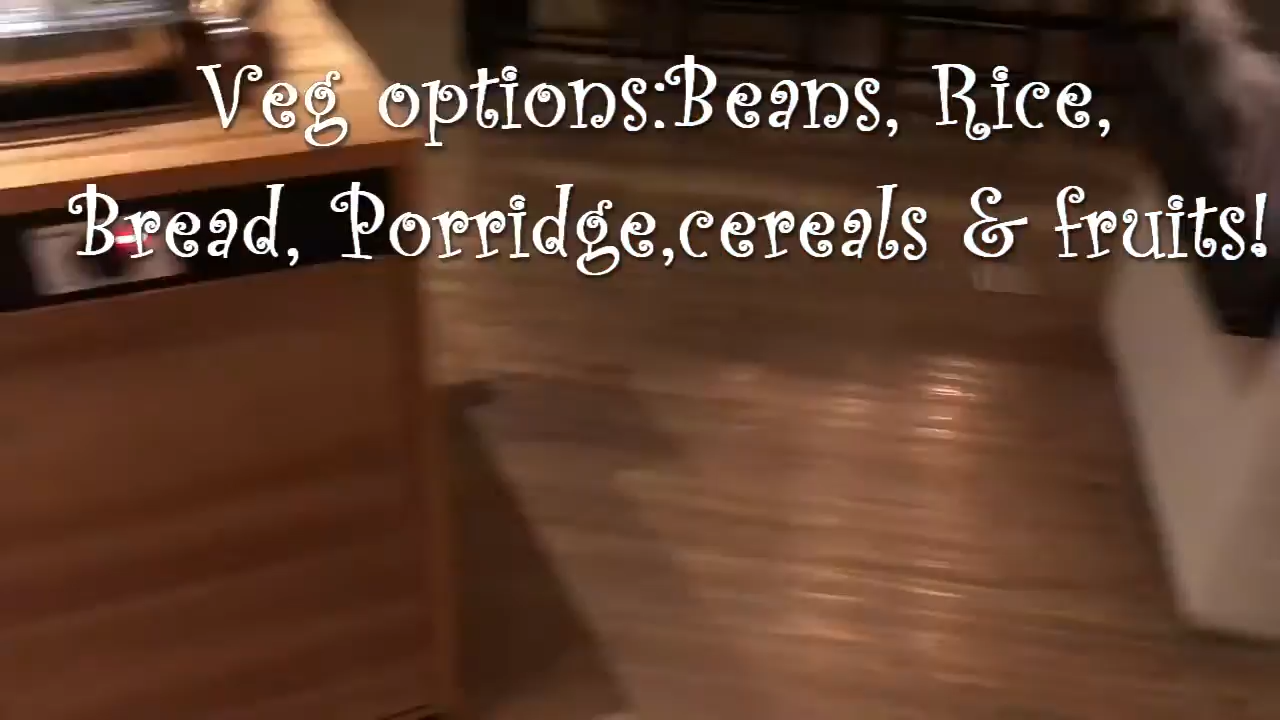 Veg options:Beans, Rice,
Bread, Porridge,cereals & fruits!